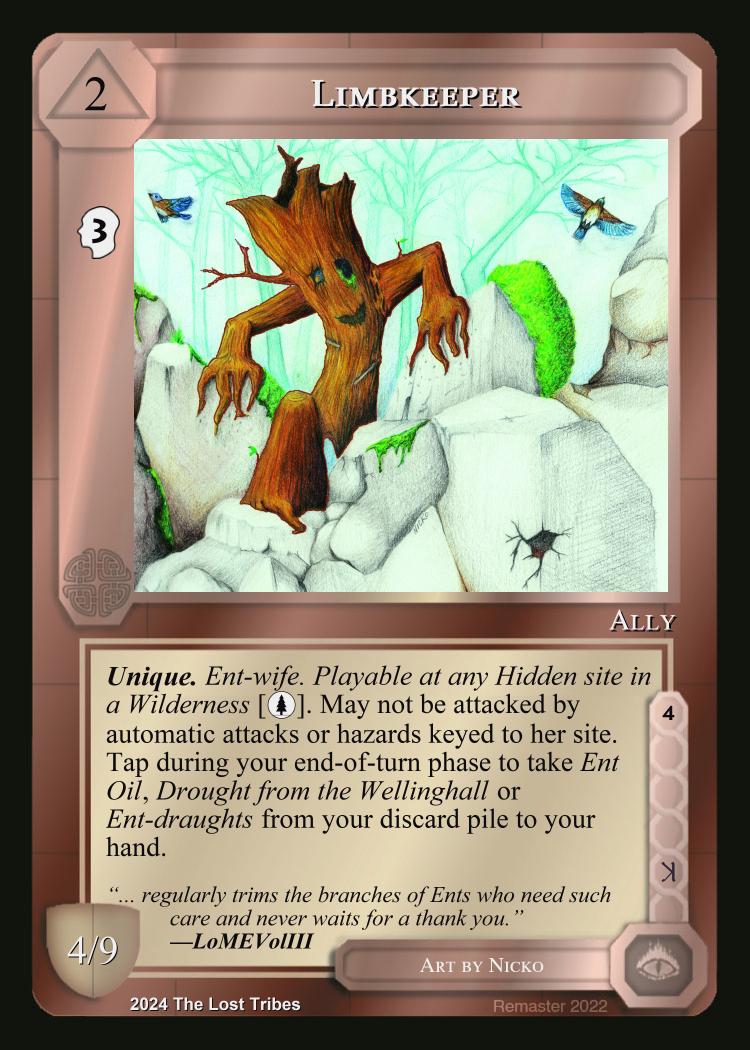 2
LIMBKEEPER
3
ALLY
Unique. Ent-wife. Playable at any Hidden site in
a Wilderness [ ]. May not be attacked by
automatic attacks or hazards keyed to her site.
Tap during your end-of-turn phase to take Ent
Oil, Drought from the Wellinghall or
Ent-draughts from your discard pile to your
hand.
4
K
“... regularly trims the branches of Ents who need such
care and never waits for a thank you.”
—LoMEVolIII
4/9
ART BY NICKO
2024 The Lost Tribes
Remaster 2022